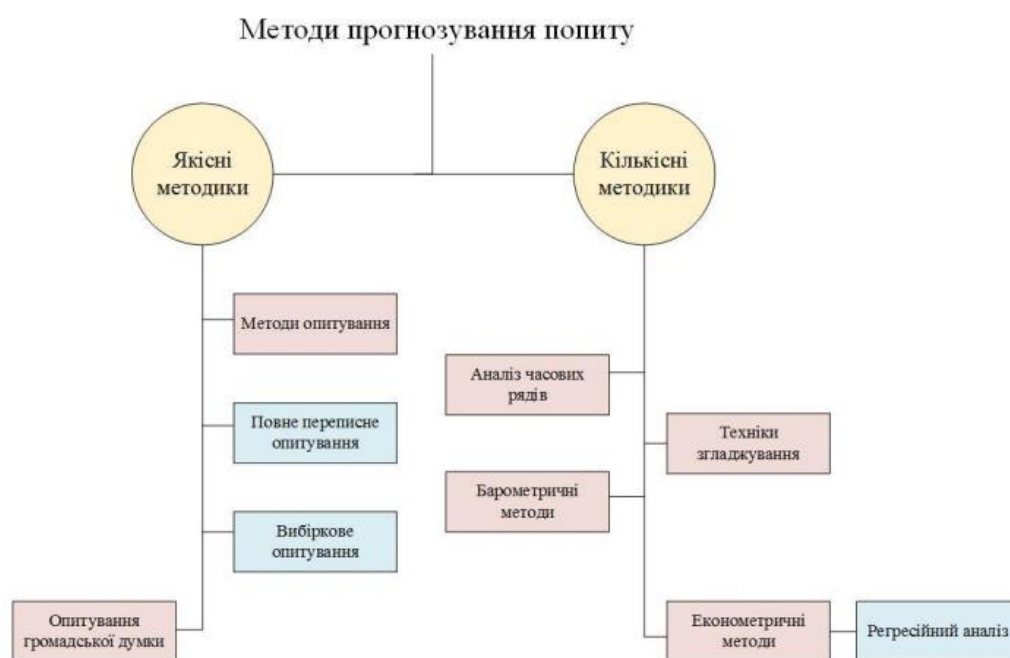 Методи прогнозування попиту
Якісні
методики
Кількісні
методики
Методи опитування
Повне переписне
опитування
Вибіркове
опитування
Опитування
громадської думки
Аналіз часових
рядів
Техніки
згладжування
Барометричні
методи
Економетричні
методи
Регресійний аналіз